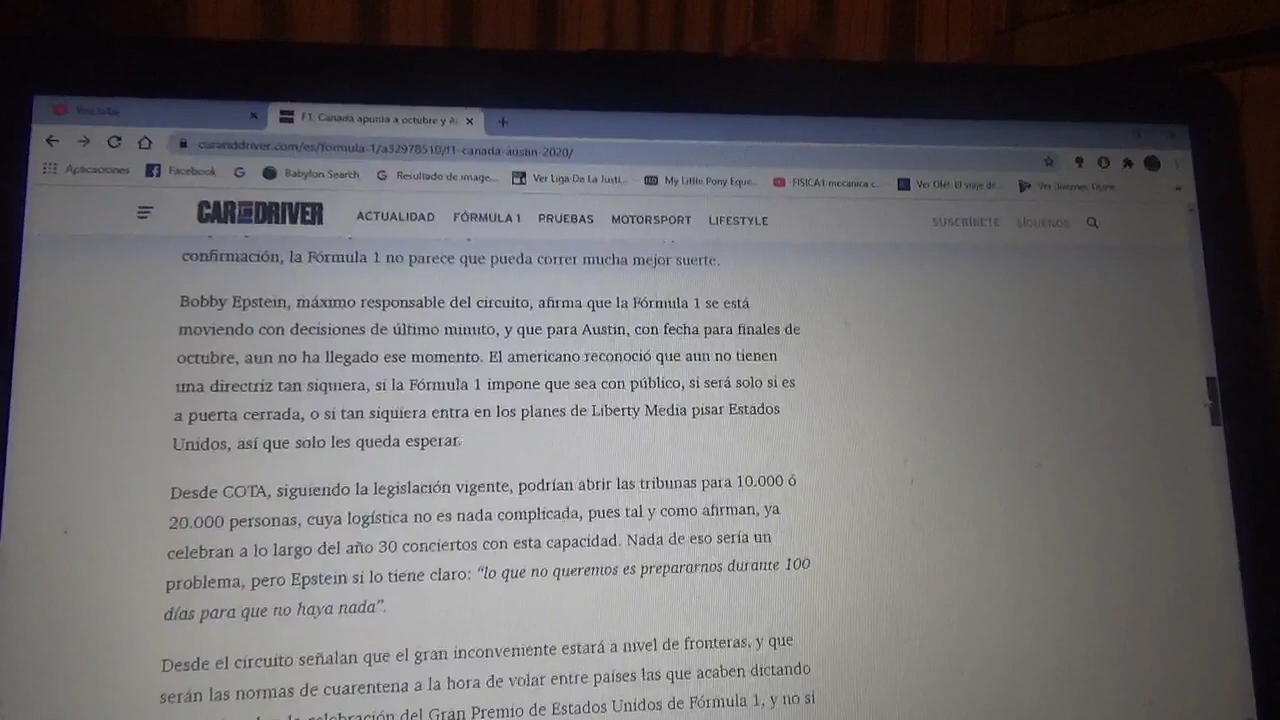 YouTube
F1: Canadá apunta a octubre y A
caranddriver.com/es/formula-1/a32978510/f1-canada-austin-2020/
Aplicaciones
Facebook
Babylon Search
Resultado de image...
Ver Liga De La Justi...
My Little Pony Eque...
FISICA1 mecanica c...
CAR AND DRIVER
ACTUALIDAD FÓRMULA 1 PRUEBAS MOTORSPORT LIFESTYLE
SUSCRÍBETE SÍGUENOS
confirmación, la Fórmula 1 no parece que pueda correr mucha mejor suerte.
Bobby Epstein, máximo responsable del circuito, afirma que la Fórmula 1 se está
moviendo con decisiones de último minuto, y que para Austin, con fecha para finales de
octubre, aun no ha llegado ese momento. El americano reconoció que aun no tienen
una directriz tan siquiera, si la Fórmula 1 impone que sea con público, si será solo si es
a puerta cerrada, o si tan siquiera entra en los planes de Liberty Media pisar Estados
Unidos, así que solo les queda esperar.
Desde COTA, siguiendo la legislación vigente, podrían abrir las tribunas para 10.000 ó
20.000 personas, cuya logística no es nada complicada, pues tal y como afirman, ya
celebran a lo largo del año 30 conciertos con esta capacidad. Nada de eso sería un
problema, pero Epstein si lo tiene claro: “lo que no queremos es prepararnos durante 100
días para que no haya nada”.
Desde el circuito señalan que el gran inconveniente estará a nivel de fronteras, y que
serán las normas de cuarentena a la hora de volar entre países las que acaben dictando
la celebración del Gran Premio de Estados Unidos de Fórmula 1, y no si